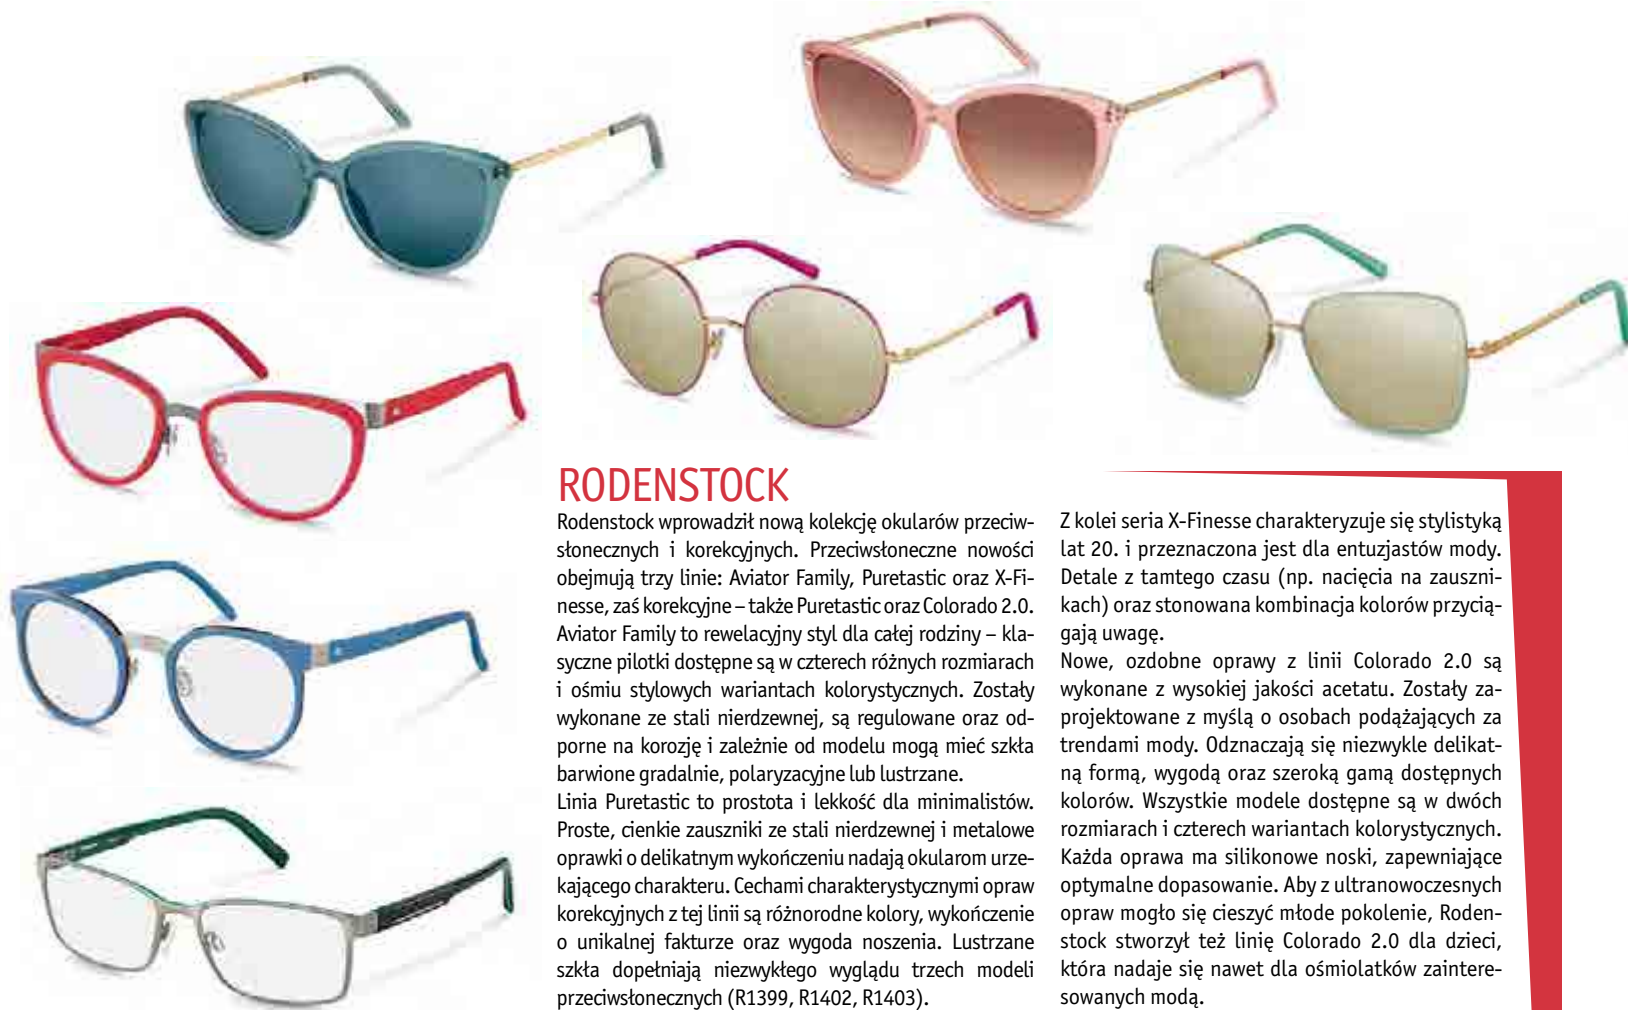 RODENSTOCK
Rodenstock wprowadził nową kolekcję okularów przeciw-
słonecznych i korekcyjnych. Przeciwsłoneczne nowości
obejmują trzy linie: Aviator Family, Puretastic oraz X-Fi-
nesse, zaś korekcyjne – także Puretastic oraz Colorado 2.0.
Aviator Family to rewelacyjny styl dla całej rodziny – kla-
syczne pilotki dostępne są w czterech różnych rozmiarach
i ośmiu stylowych wariantach kolorystycznych. Zostały
wykonane ze stali nierdzewnej, są regulowane oraz od-
porne na korozję i zależnie od modelu mogą mieć szkła
barwione gradalnie, polaryzacyjne lub lustrzane.
Linia Puretastic to prostota i lekkość dla minimalistów.
Proste, cienkie zauszniki ze stali nierdzewnej i metalowe
oprawki o delikatnym wykończeniu nadają okularom urze-
kającego charakteru. Cechami charakterystycznymi opraw
korekcyjnych z tej linii są różnorodne kolory, wykończenie
o unikalnej fakturze oraz wygoda noszenia. Lustrzane
szkła dopełniają niezwykłego wyglądu trzech modeli
przeciwsłonecznych (R1399, R1402, R1403).
Z kolei seria X-Finesse charakteryzuje się stylistyką
lat 20. i przeznaczona jest dla entuzjastów mody.
Detale z tamtego czasu (np. nacięcia na zauszni-
kach) oraz stonowana kombinacja kolorów przycią-
gają uwagę.
Nowe, ozdobne oprawy z linii Colorado 2.0 są
wykonane z wysokiej jakości acetatu. Zostały za-
projektowane z myślą o osobach podążających za
trendami mody. Odznaczają się niezwykle delikat-
ną formą, wygodą oraz szeroką gamą dostępnych
kolorów. Wszystkie modele dostępne są w dwóch
rozmiarach i czterech wariantach kolorystycznych.
Każda oprawa ma silikonowe noski, zapewniające
optymalne dopasowanie. Aby z ultranowoczesnych
opraw mogło się cieszyć młode pokolenie, Roden-
stock stworzył też linię Colorado 2.0 dla dzieci,
która nadaje się nawet dla ośmiolatków zaintere-
sowanych modą.